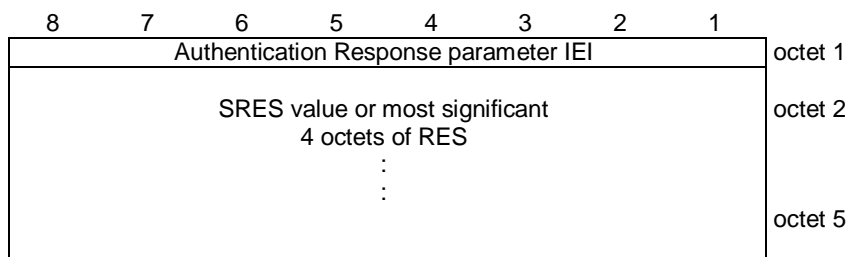 8 7 6 5 4 3 2 1
Authentication Response parameter IEI octet 1
SRES value or most significant octet 2
4 octets of RES
:
:
octet 5